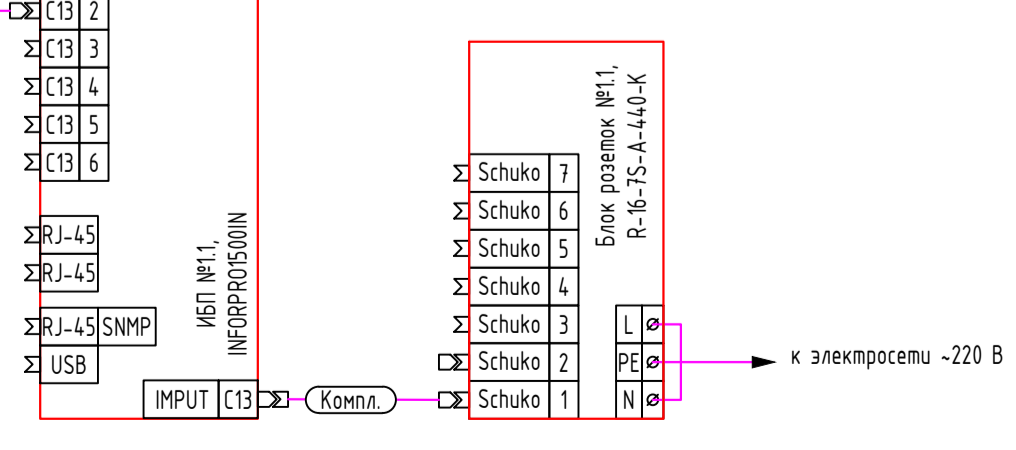 C13 2
C13 3
C13 4
C13 5
C13 6
RJ-45
RJ-45
RJ-45 SNMP
USB
ИБП №1.1,
INFORPRO1500IN
IMPUT C13
Компл.
Schuko 7
Schuko 6
Schuko 5
Schuko 4
Schuko 3
Schuko 2
Schuko 1
Блок розеток №1.1,
R-16-7S-A-440-K
L
PE
N
к электросети ~220 В